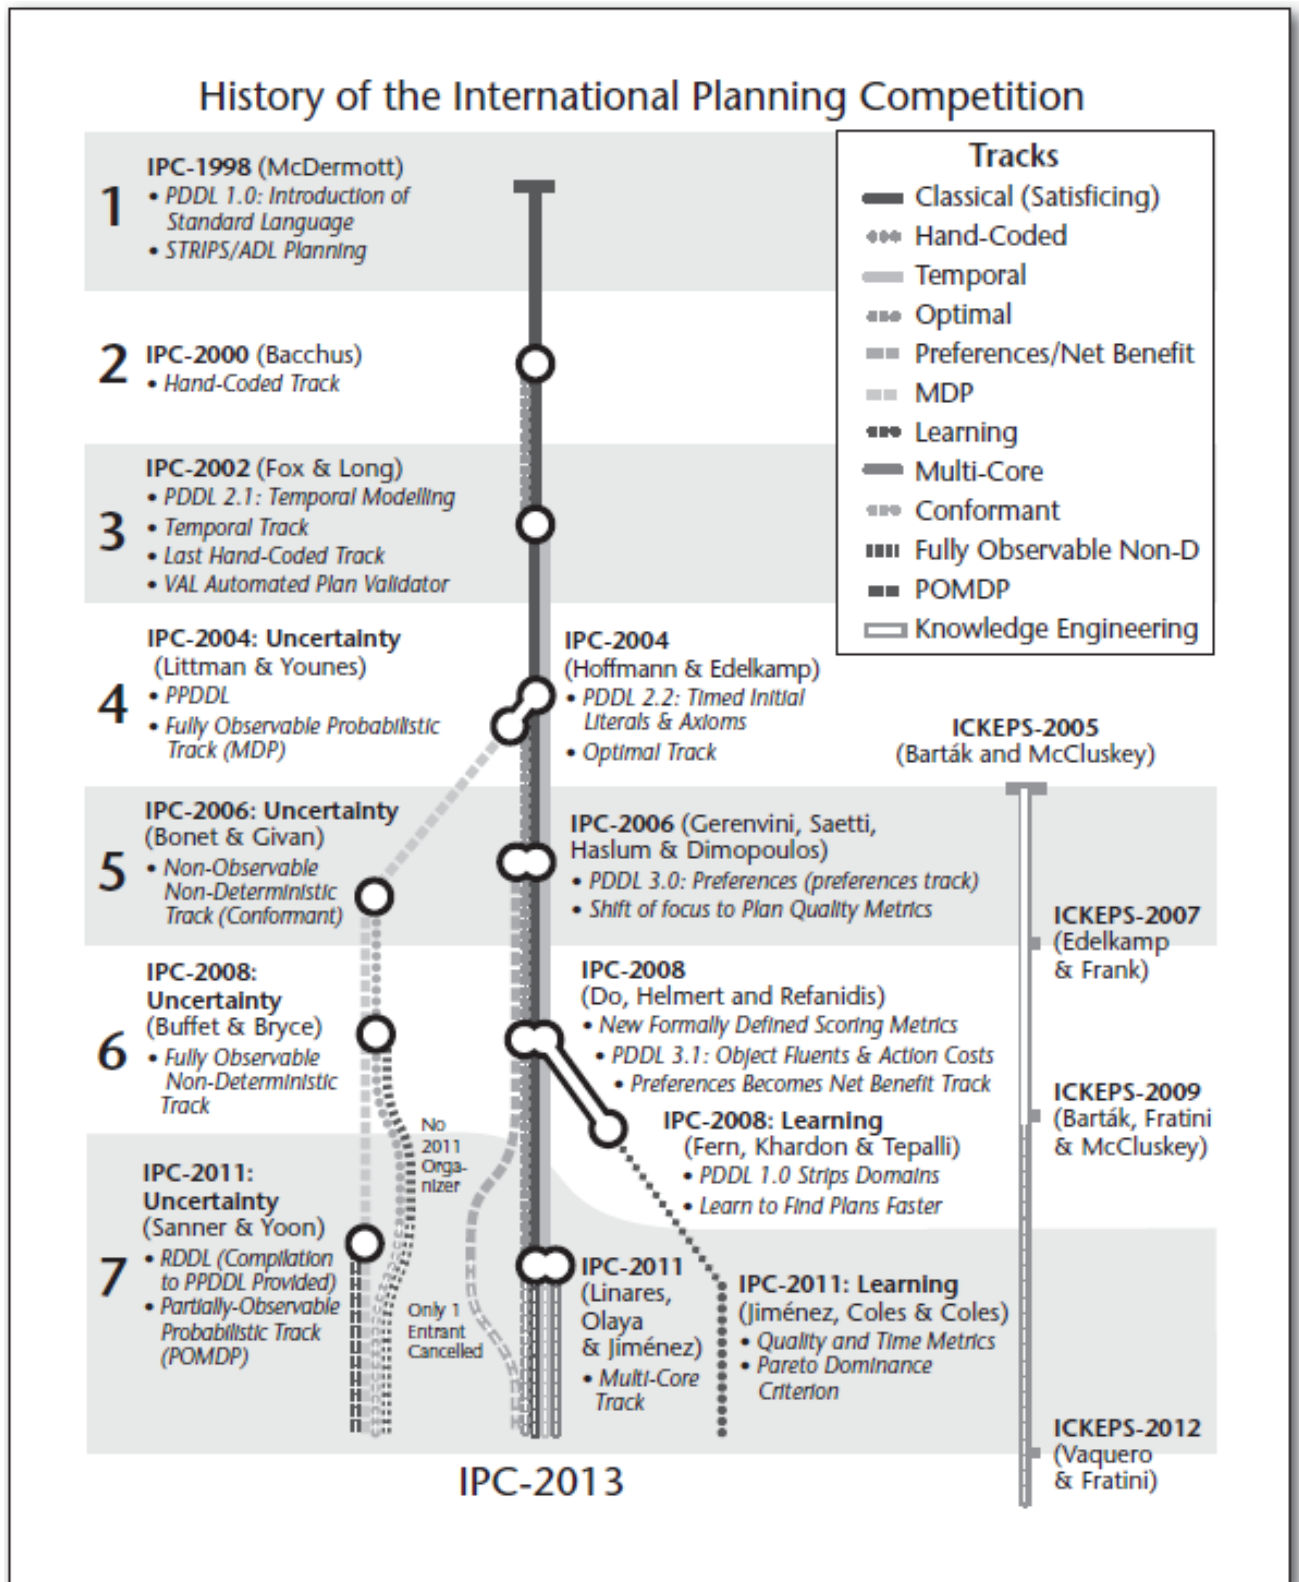 History of the International Planning Competition
1
IPC-1998 (McDermott)
• PDDL 1.0: Introduction of
Standard Language
• STRIPS/ADL Planning
Tracks
Classical (Satisficing)
Hand-Coded
Temporal
Optimal
Preferences/Net Benefit
MDP
Learning
Multi-Core
Conformant
Fully Observable Non-D
POMDP
Knowledge Engineering
2
IPC-2000 (Bacchus)
• Hand-Coded Track
3
IPC-2002 (Fox & Long)
• PDDL 2.1: Temporal Modelling
• Temporal Track
• Last Hand-Coded Track
• VAL Automated Plan Validator
4
IPC-2004: Uncertainty
(Littman & Younes)
• PPDDL
• Fully Observable Probabilistic
Track (MDP)
IPC-2004
(Hoffmann & Edelkamp)
• PDDL 2.2: Timed Initial
Literals & Axioms
• Optimal Track
ICKEPS-2005
(Barták and McCluskey)
5
IPC-2006: Uncertainty
(Bonet & Givan)
• Non-Observable
Non-Deterministic
Track (Conformant)
IPC-2006 (Gerenvini, Saetti,
Haslum & Dimopoulos)
• PDDL 3.0: Preferences (preferences track)
• Shift of focus to Plan Quality Metrics
ICKEPS-2007
(Edelkamp
& Frank)
6
IPC-2008:
Uncertainty
(Buffet & Bryce)
• Fully Observable
Non-Deterministic
Track
IPC-2008
(Do, Helmert and Refanidis)
• New Formally Defined Scoring Metrics
• PDDL 3.1: Object Fluents & Action Costs
• Preferences Becomes Net Benefit Track
IPC-2008: Learning
(Fern, Khardon & Tepalli)
• PDDL 1.0 Strips Domains
• Learn to Find Plans Faster
ICKEPS-2009
(Barták, Fratini
& McCluskey)
No
2011
Orga-
nizer
7
IPC-2011:
Uncertainty
(Sanner & Yoon)
• RDDL (Compilation
to PPDDL Provided)
• Partially-Observable
Probabilistic Track
(POMDP)
Only 1
Entrant
Cancelled
IPC-2011
(Linares,
Olaya
& Jiménez)
• Multi-Core
Track
IPC-2011: Learning
(Jiménez, Coles & Coles)
• Quality and Time Metrics
• Pareto Dominance
Criterion
ICKEPS-2012
(Vaquero
& Fratini)
IPC-2013